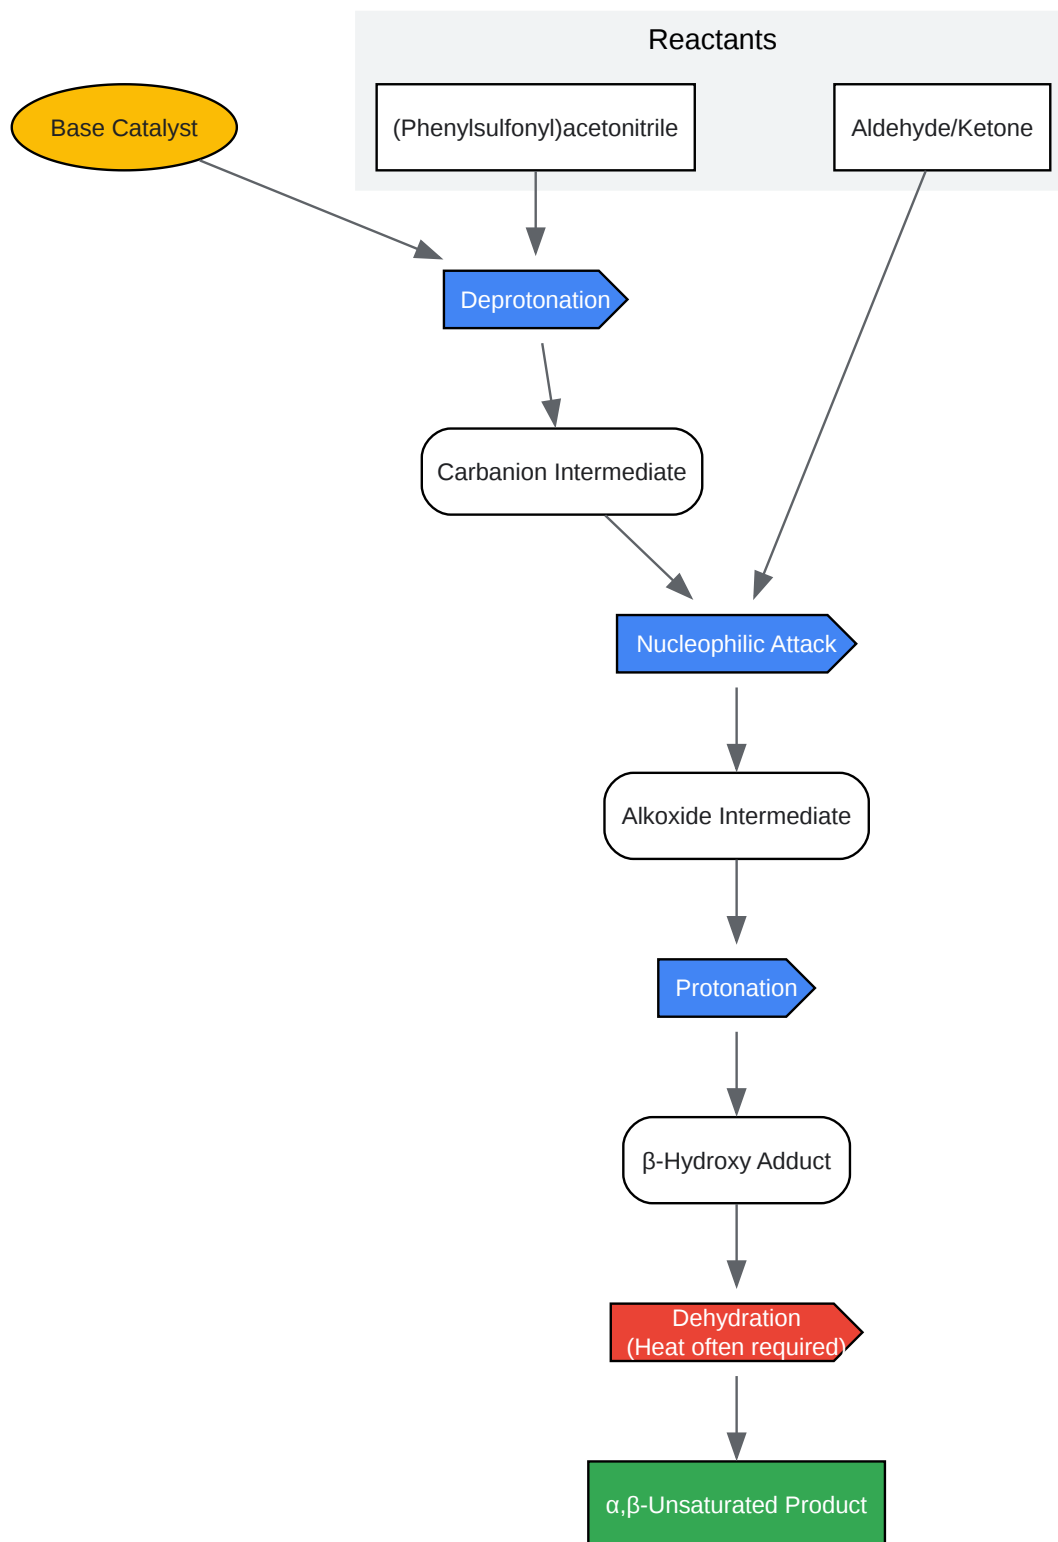 Reactants
Base Catalyst
(Phenylsulfonyl)acetonitrile
Aldehyde/Ketone
Deprotonation
Carbanion Intermediate
Nucleophilic Attack
Alkoxide Intermediate
Protonation
β-Hydroxy Adduct
Dehydration
(Heat often required)
α,β-Unsaturated Product